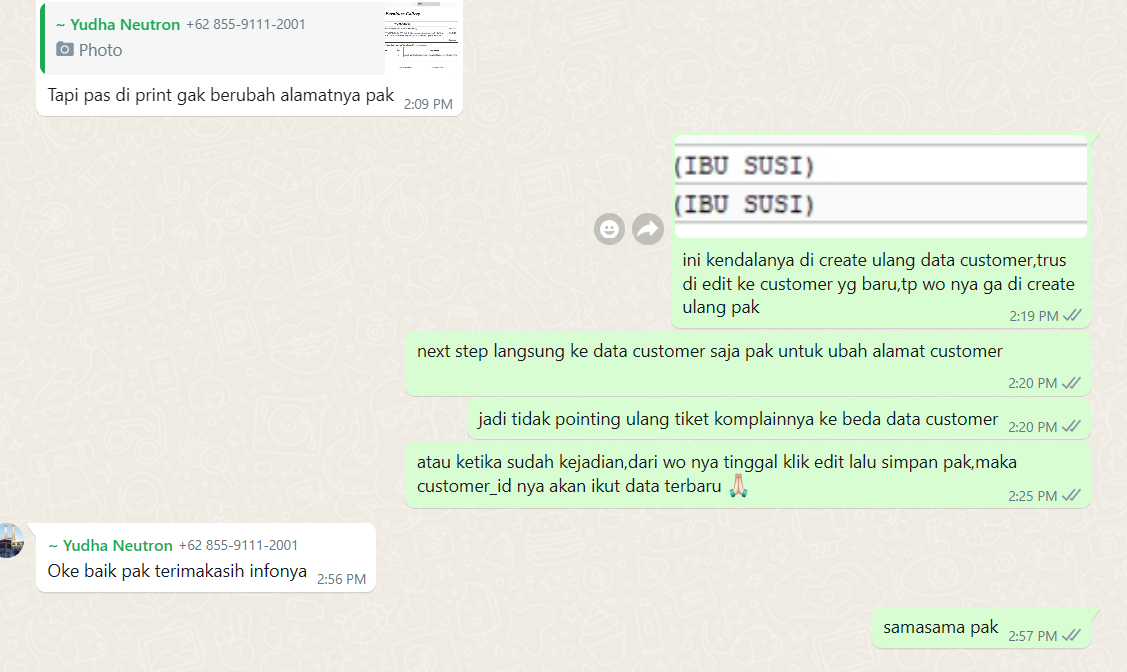 ~ Yudha Neutron +62 855-9111-2001
Photo
Tapi pas di print gak berubah alamatnya pak 2:09 PM
(IBU SUSI)
(IBU SUSI)
ini kendalanya di create ulang data customer,trus
di edit ke customer yg baru,tp wo nya ga di create
ulang pak
2:19 PM
next step langsung ke data customer saja pak untuk ubah alamat customer
2:20 PM
jadi tidak pointing ulang tiket komplainnya ke beda data customer 2:20 PM
atau ketika sudah kejadian,dari wo nya tinggal klik edit lalu simpan pak,maka
customer_id nya akan ikut data terbaru 🙏🏻 2:25 PM
~ Yudha Neutron +62 855-9111-2001
Oke baik pak terimakasih infonya 2:56 PM
samasama pak 2:57 PM